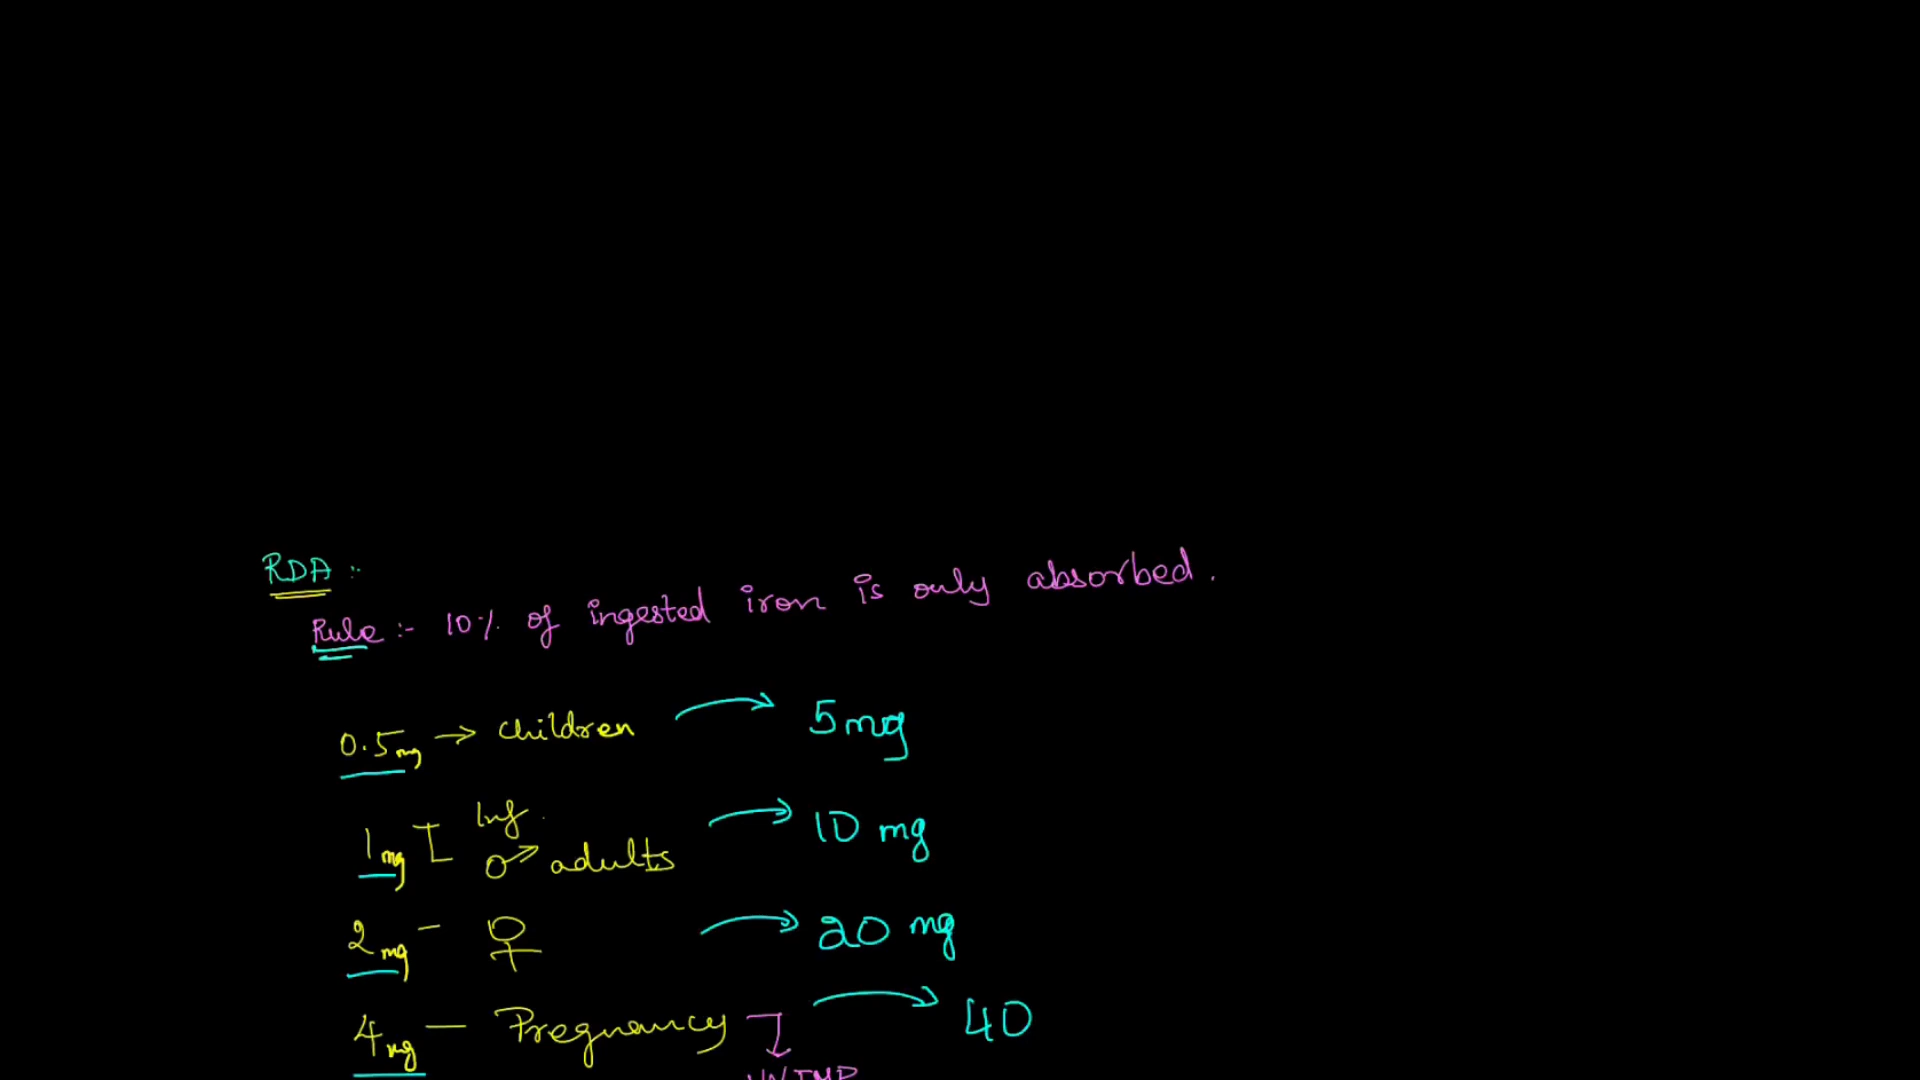 RDA :-
Rule :- 10% of ingested iron is only absorbed.
0.5mg → children → 5mg
Inf.
1mg [ ♂ adults → 10 mg
2mg - ♀ → 20 mg
4mg — Pregnancy → 40